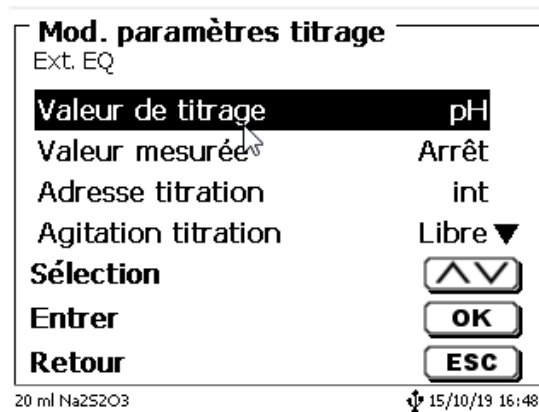 Mod. paramètres titrage
Ext. EQ
Valeur de titrage pH
Valeur mesurée Arrêt
Adresse titration int
Agitation titration Libre
Sélection
Entrer OK
Retour ESC
20 ml Na2S2O3 15/10/19 16:48